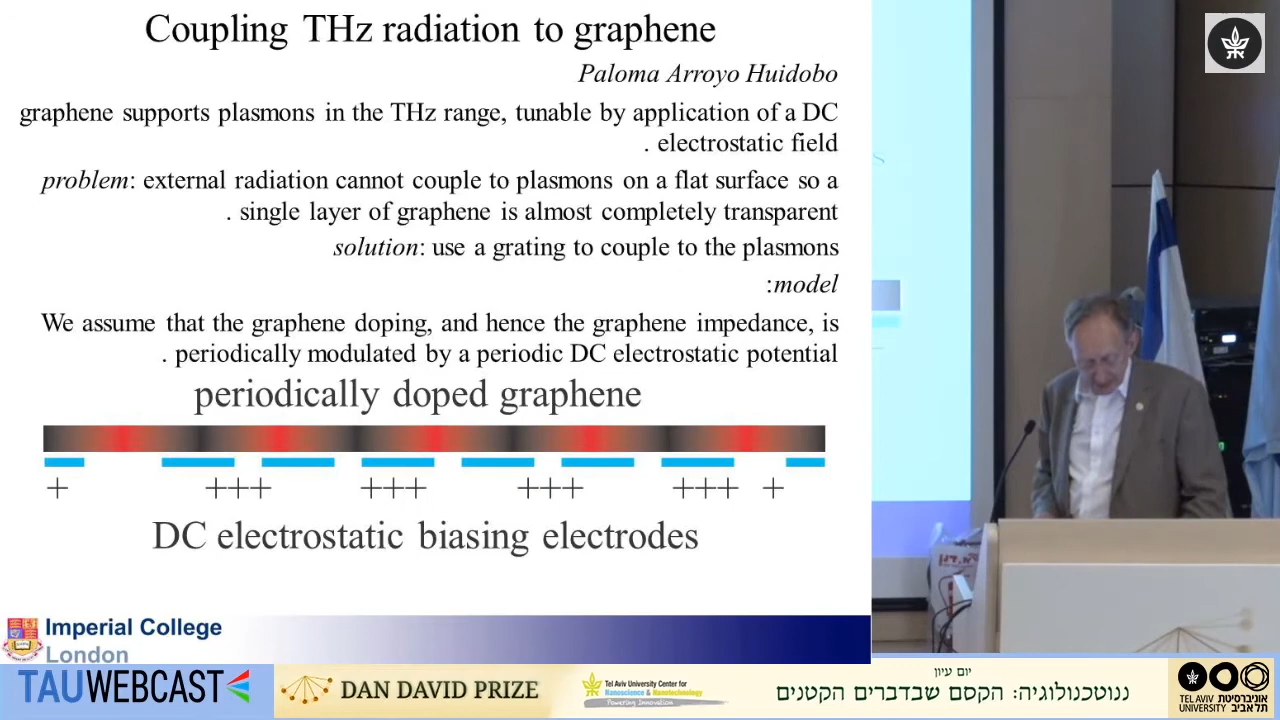 Coupling THz radiation to graphene
Paloma Arroyo Huidobo
graphene supports plasmons in the THz range, tunable by application of a DC
. electrostatic field
problem: external radiation cannot couple to plasmons on a flat surface so a
. single layer of graphene is almost completely transparent
solution: use a grating to couple to the plasmons
:model
We assume that the graphene doping, and hence the graphene impedance, is
. periodically modulated by a periodic DC electrostatic potential
periodically doped graphene
+ +++ +++ +++ +++ +
DC electrostatic biasing electrodes
Imperial College
London
TAUWEBCAST
DAN DAVID PRIZE
Tel Aviv University Center for
Nanoscience & Nanotechnology
Powering Innovation
יום עיון
ננוטכנולוגיה: הקסם שבדברים הקטנים
TEL AVIV אוניברסיטת
UNIVERSITY תל אביב